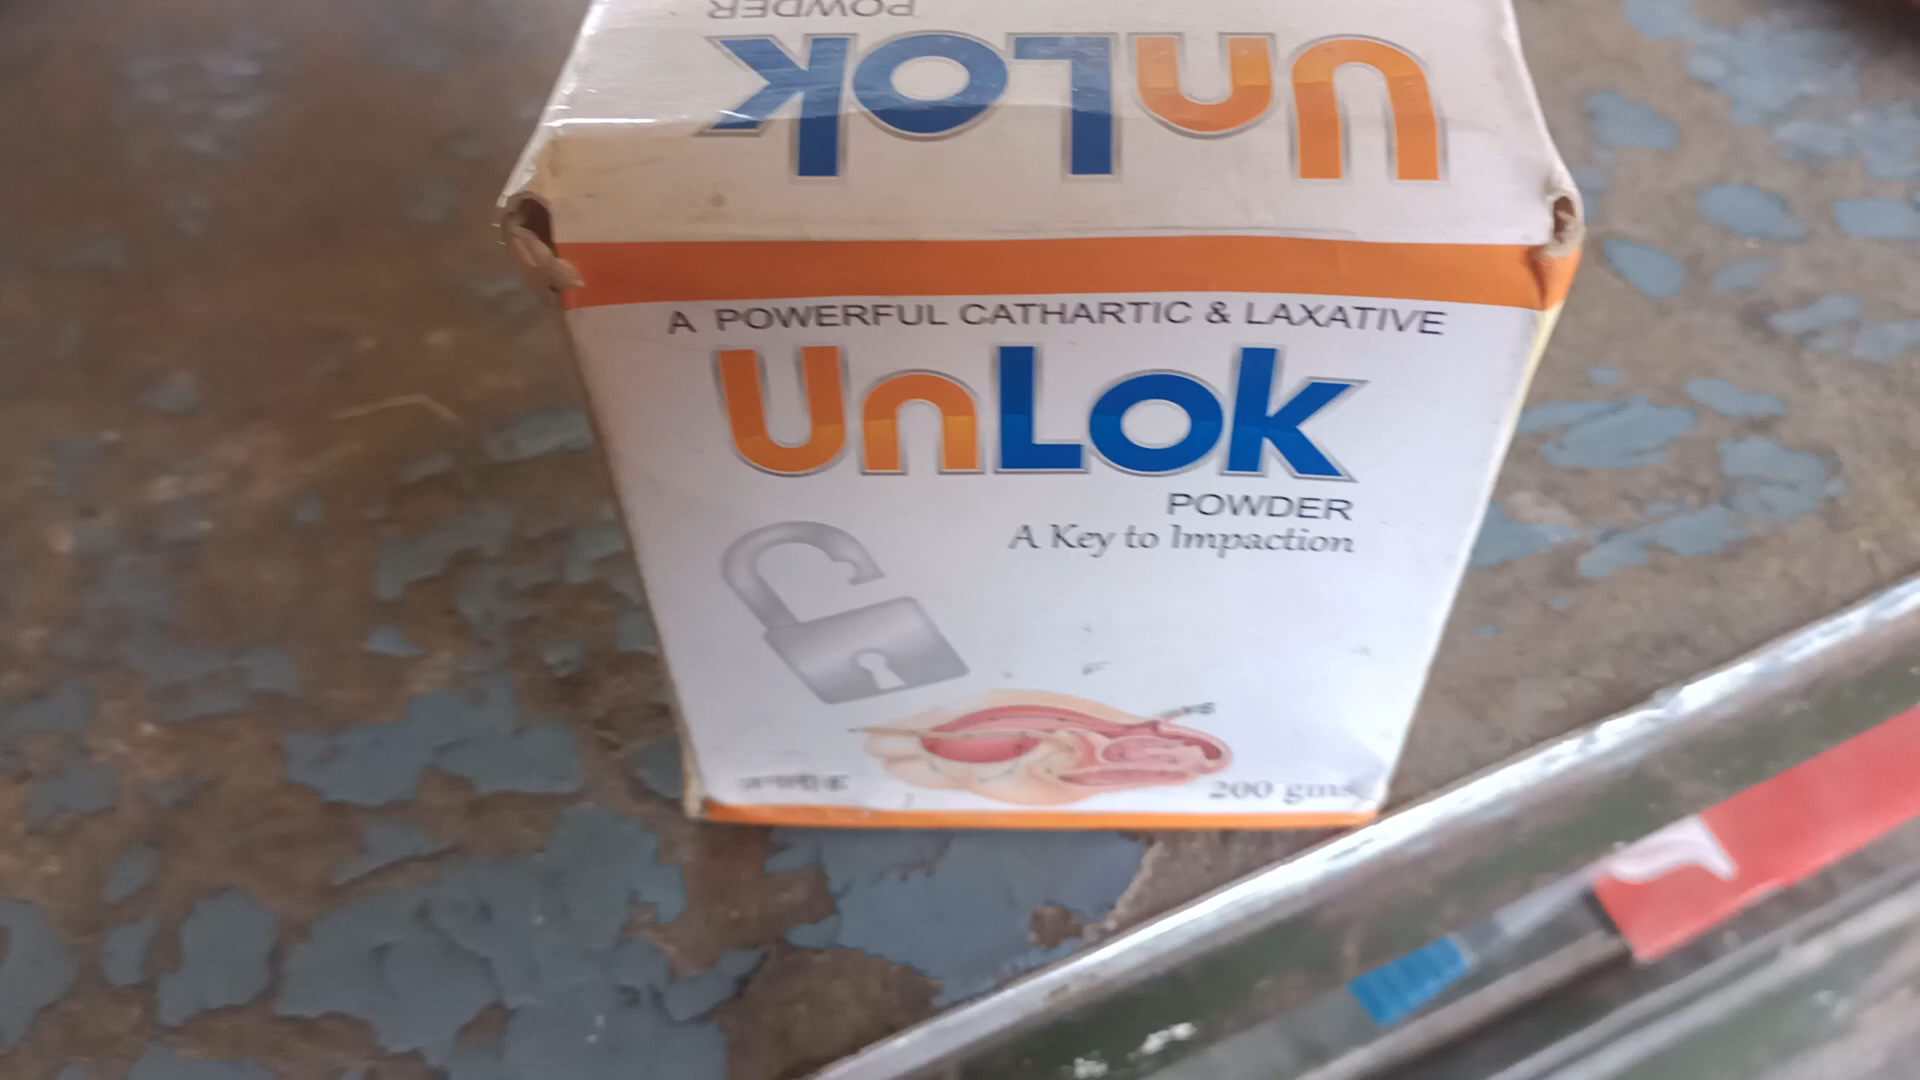 POWDER
UnLok
A POWERFUL CATHARTIC & LAXATIVE
UnLok
POWDER
A Key to Impaction
200 gms